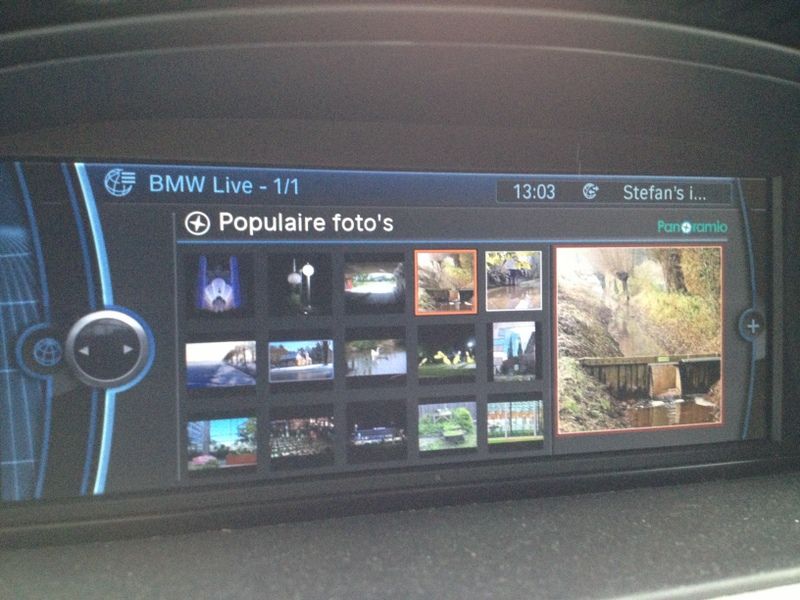 BMW Live - 1/1
13:03
Stefan's i...
Populaire foto's
Panoramio